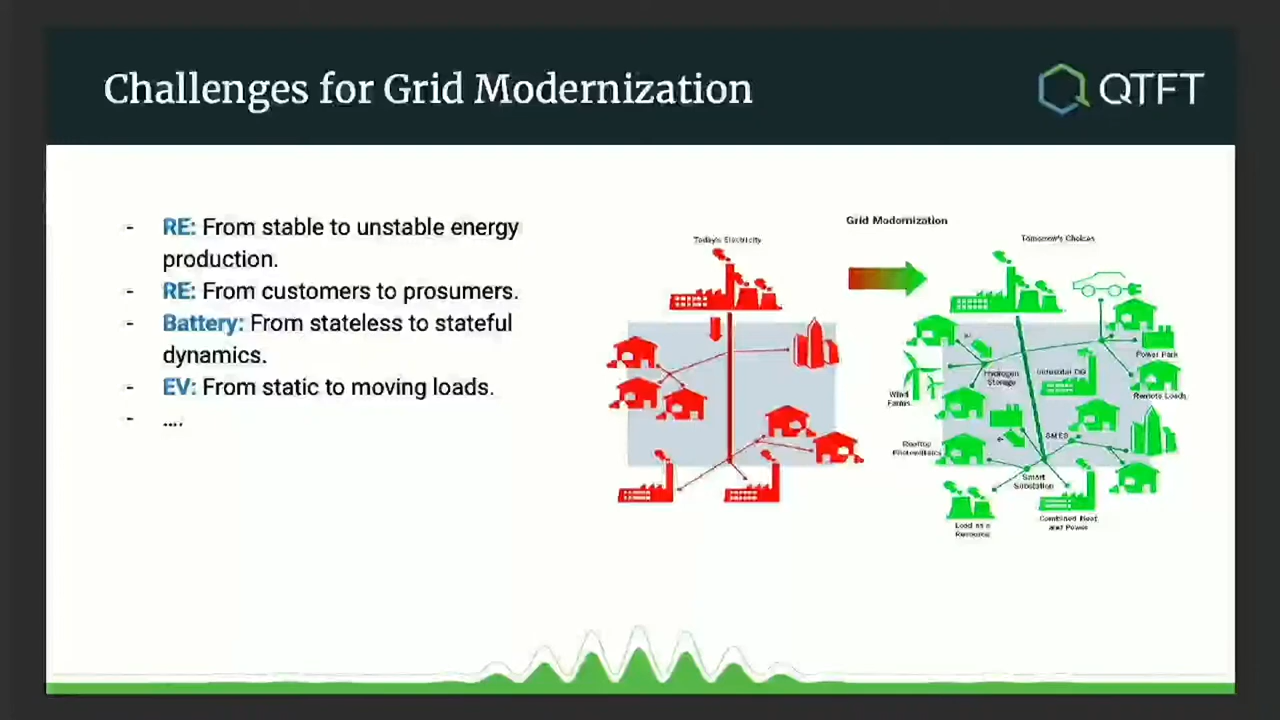 Challenges for Grid Modernization
QTFT
- RE: From stable to unstable energy
production.
- RE: From customers to prosumers.
- Battery: From stateless to stateful
dynamics.
- EV: From static to moving loads.
- ....
Grid Modernization
Today's Electricity
Tomorrow's Choices
Power Park
Hydrogen
Storage
Industrial DG
Wind
Farms
Remote Loads
Rooftop
Photovoltaics
SMES
Smart
Substation
Load as a
Resource
Combined Heat
and Power